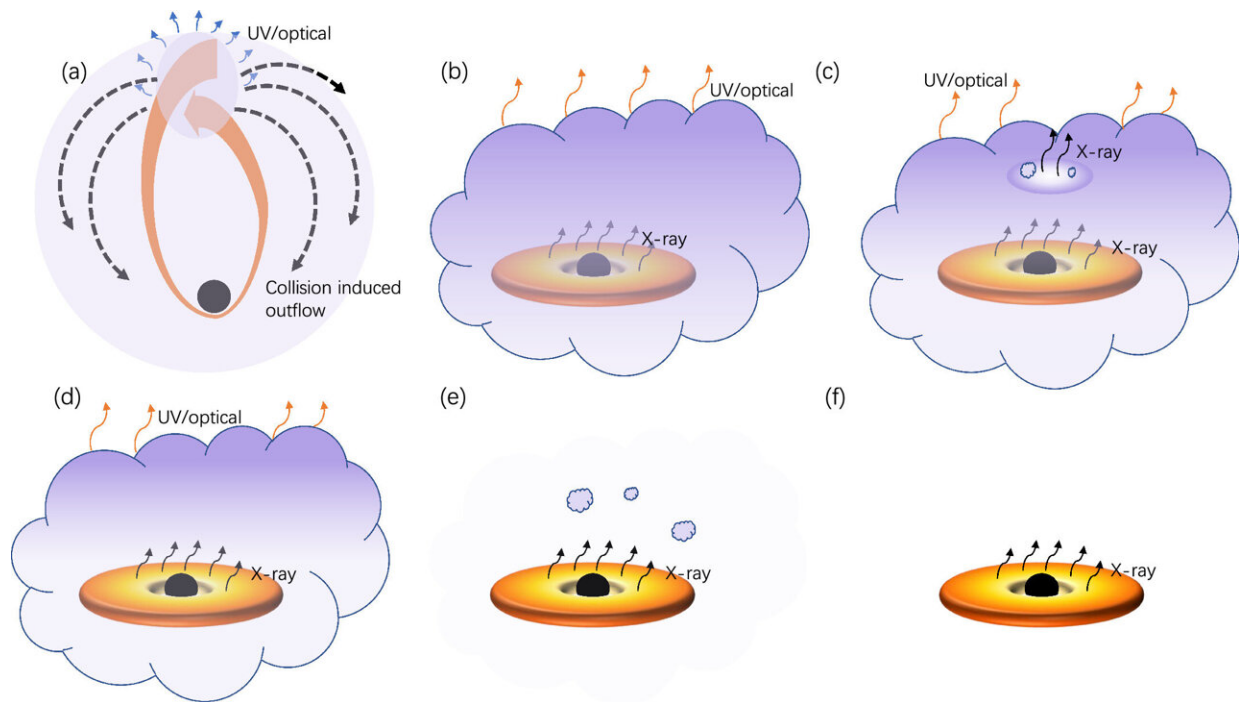 (a)
UV/optical
Collision induced
outflow
(b)
UV/optical
X-ray
(c)
UV/optical
X-ray
X-ray
(d)
UV/optical
X-ray
(e)
X-ray
(f)
X-ray